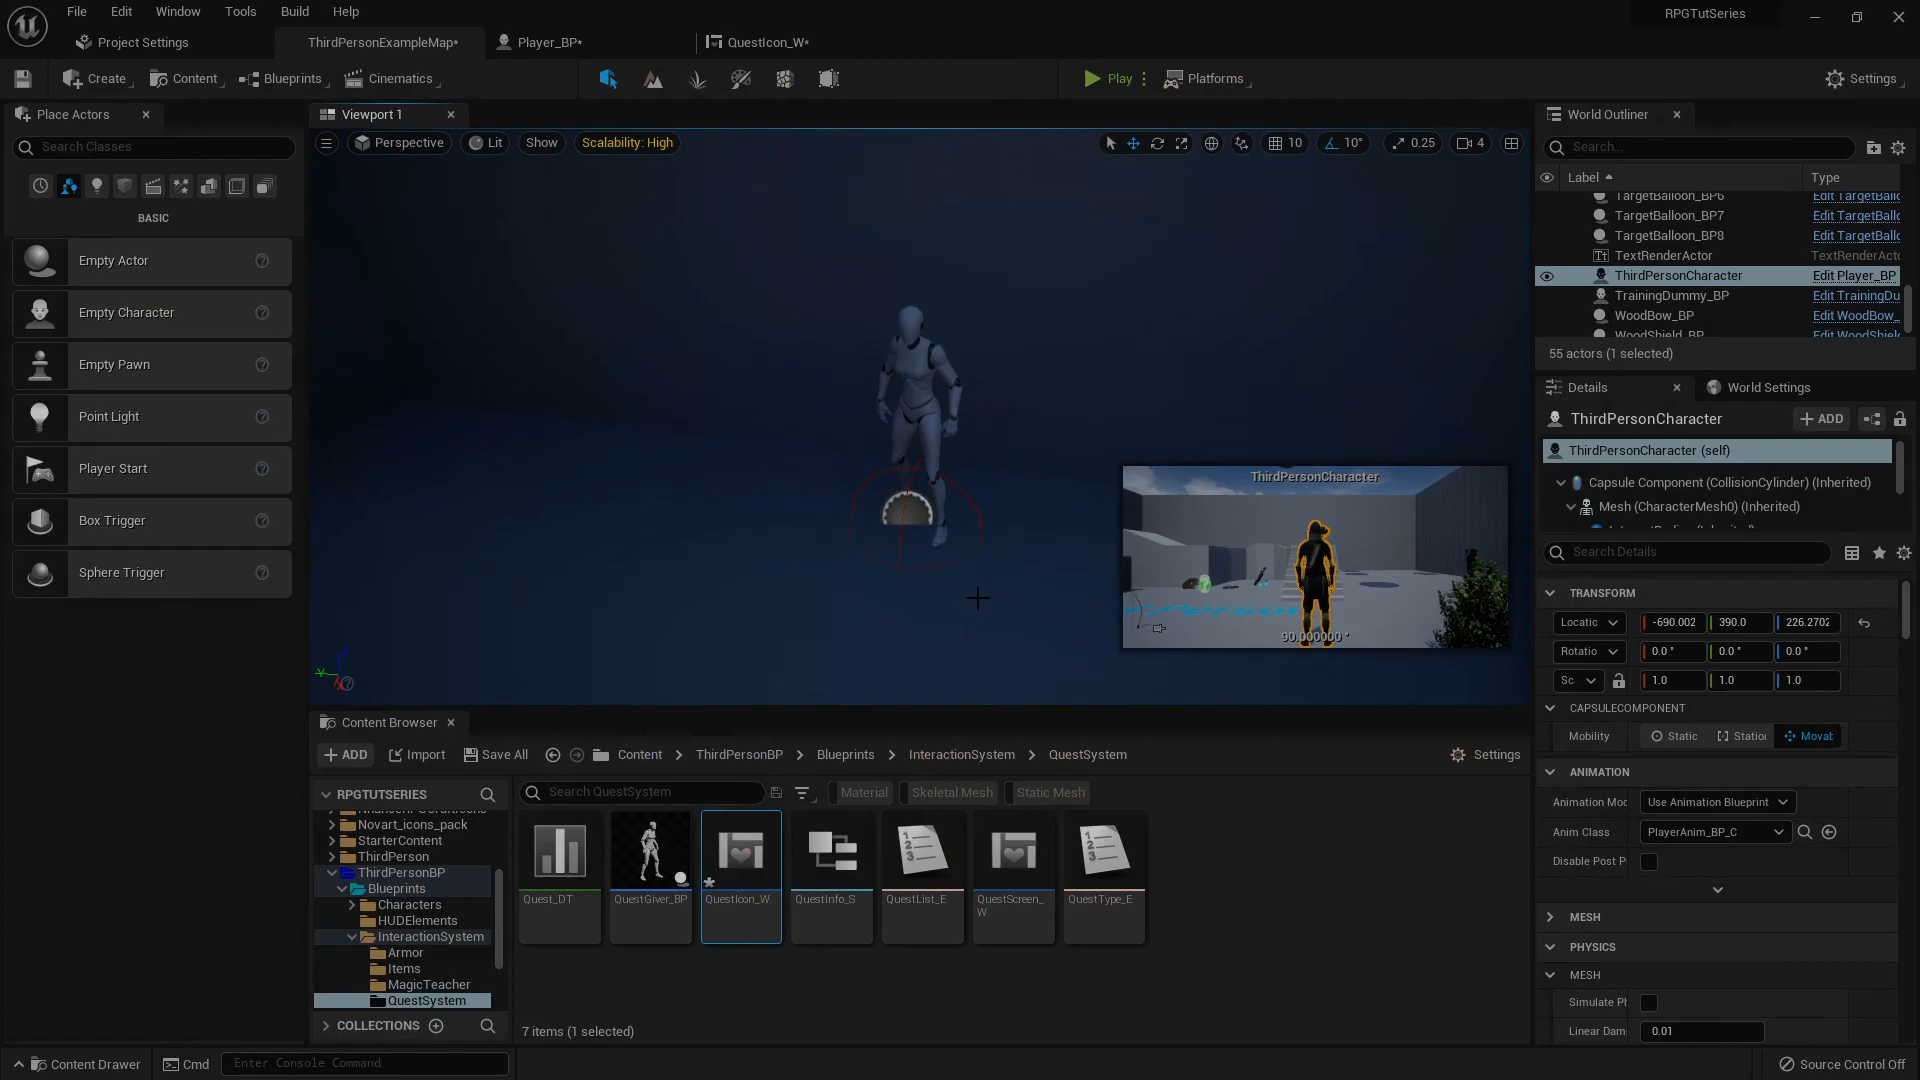 File Edit Window Tools Build Help
RPGTutSeries
Project Settings
ThirdPersonExampleMap*
Player_BP*
QuestIcon_W*
Create
Content
Blueprints
Cinematics
Play
Platforms
Settings
Place Actors
Search Classes
BASIC
Empty Actor
Empty Character
Empty Pawn
Point Light
Player Start
Box Trigger
Sphere Trigger
Viewport 1
Perspective
Lit
Show
Scalability: High
10
10°
0.25
4
ThirdPersonCharacter
90.000000 °
World Outliner
Search...
Label
Type
TargetBalloon_BP6 Edit TargetBallo
TargetBalloon_BP7 Edit TargetBallo
TargetBalloon_BP8 Edit TargetBallo
TextRenderActor TextRenderActo
ThirdPersonCharacter Edit Player_BP
TrainingDummy_BP Edit TrainingDu
WoodBow_BP Edit WoodBow_
WoodShield_BP Edit WoodShield
55 actors (1 selected)
Details
World Settings
ThirdPersonCharacter
ADD
ThirdPersonCharacter (self)
Capsule Component (CollisionCylinder) (Inherited)
Mesh (CharacterMesh0) (Inherited)
Search Details
TRANSFORM
Locatic -690.002 390.0 226.2702
Rotatio 0.0 ° 0.0 ° 0.0 °
Sc 1.0 1.0 1.0
CAPSULECOMPONENT
Mobility Static Station Movab
ANIMATION
Animation Moc Use Animation Blueprint
Anim Class PlayerAnim_BP_C
Disable Post P
MESH
PHYSICS
MESH
Simulate Ph
Linear Dam 0.01
Content Browser
ADD
Import
Save All
Content
ThirdPersonBP
Blueprints
InteractionSystem
QuestSystem
Settings
RPGTUTSERIES
Novart_icons_pack
StarterContent
ThirdPerson
ThirdPersonBP
Blueprints
Characters
HUDElements
InteractionSystem
Armor
Items
MagicTeacher
QuestSystem
COLLECTIONS
Search QuestSystem
Material
Skeletal Mesh
Static Mesh
Quest_DT
QuestGiver_BP
QuestIcon_W
QuestInfo_S
QuestList_E
QuestScreen_
W
QuestType_E
7 items (1 selected)
Content Drawer
Cmd
Enter Console Command
Source Control Off